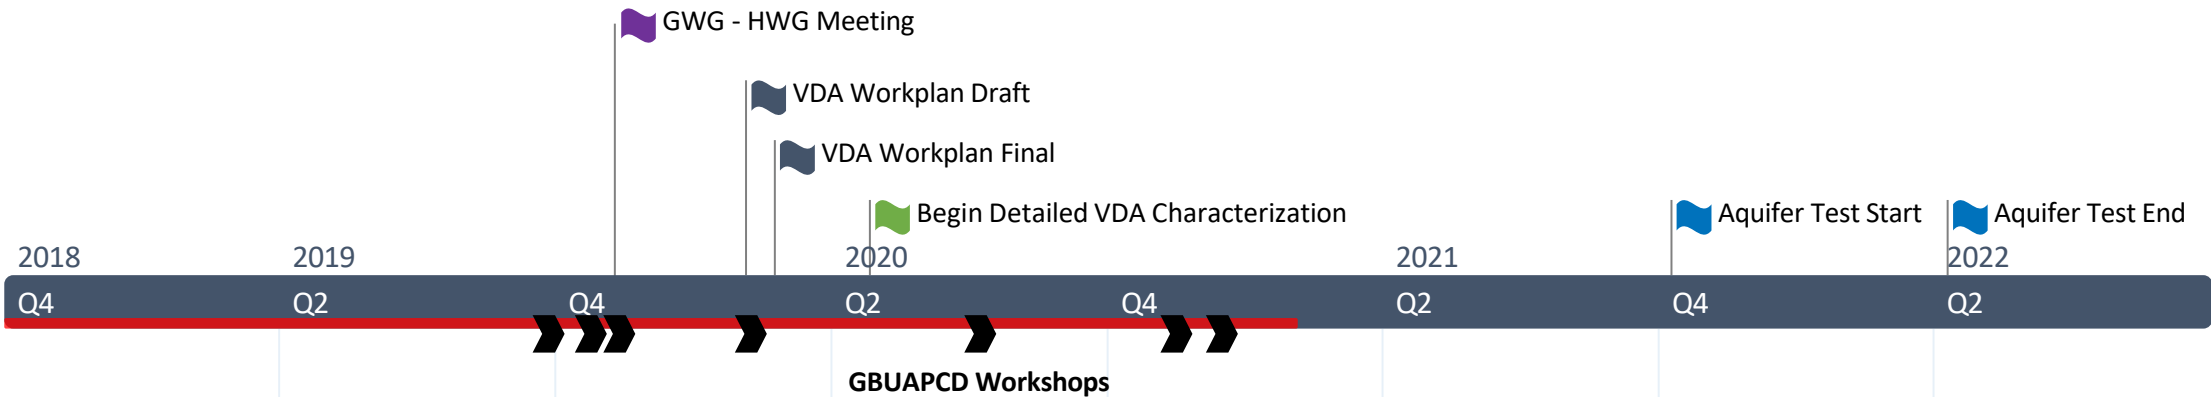 GWG - HWG Meeting
VDA Workplan Draft
VDA Workplan Final
Begin Detailed VDA Characterization
Aquifer Test Start
Aquifer Test End
2018 2019 2020 2021 2022
Q4 Q2 Q4 Q2 Q4 Q2 Q4 Q2
GBUAPCD Workshops